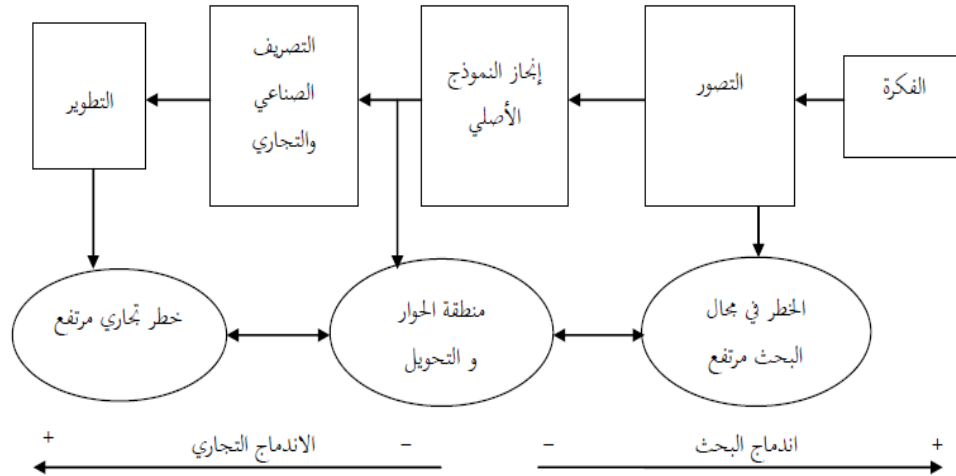 الفكرة
التصور
إنجاز النموذج
الأصلي
التصريف
الصناعي
والتجاري
التطوير
الخطر في مجال
البحث مرتفع
منطقة الحوار
و التحويل
خطر تجاري مرتفع
+ اندماج البحث –
– الاندماج التجاري +